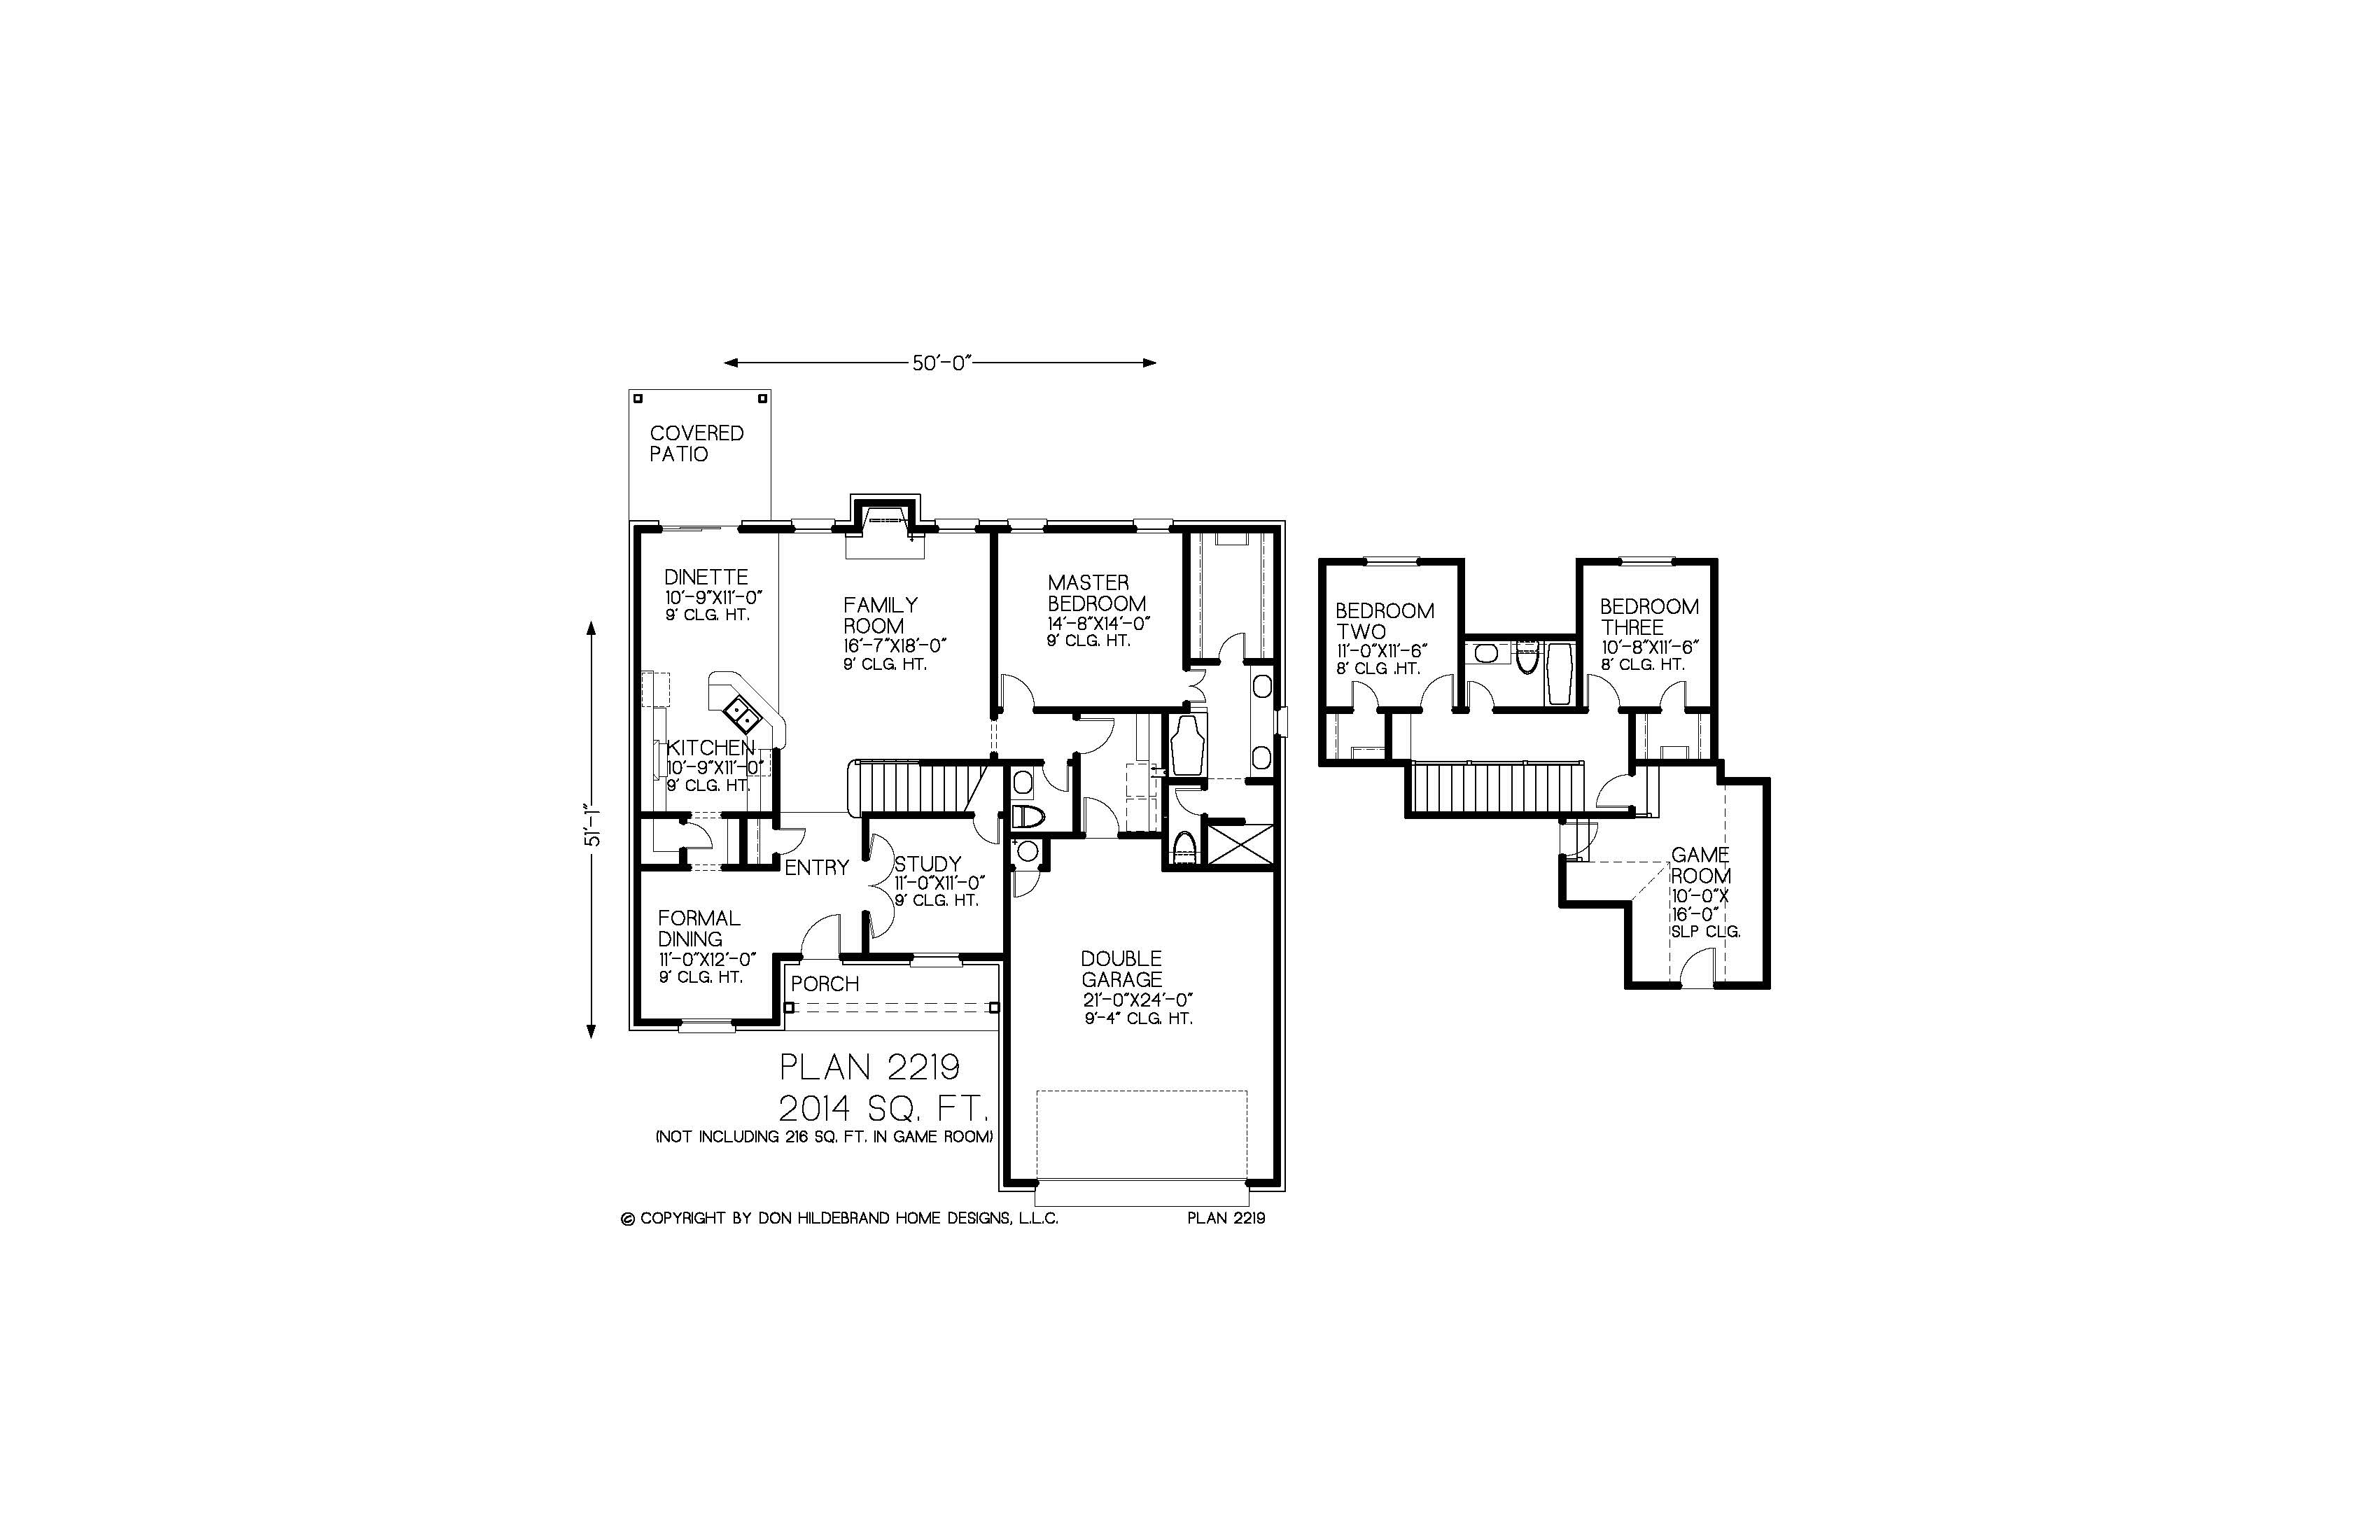 50'-0"
COVERED
PATIO
DINETTE
10'-9"X11'-0"
9' CLG. HT.
FAMILY
ROOM
16'-7"X18'-0"
9' CLG. HT.
MASTER
BEDROOM
14'-8"X14'-0"
9' CLG. HT.
BEDROOM
TWO
11'-0"X11'-6"
8' CLG .HT.
BEDROOM
THREE
10'-8"X11'-6"
8' CLG. HT.
KITCHEN
10'-9"X11'-0"
9' CLG. HT.
51'-1"
ENTRY
STUDY
11'-0"X11'-0"
9' CLG. HT.
GAME
ROOM
10'-0"X
16'-0"
SLP CLG.
FORMAL
DINING
11'-0"X12'-0"
9' CLG. HT.
PORCH
DOUBLE
GARAGE
21'-0"X24'-0"
9'-4" CLG. HT.
PLAN 2219
2014 SQ. FT.
(NOT INCLUDING 216 SQ. FT. IN GAME ROOM)
© COPYRIGHT BY DON HILDEBRAND HOME DESIGNS, L.L.C.
PLAN 2219